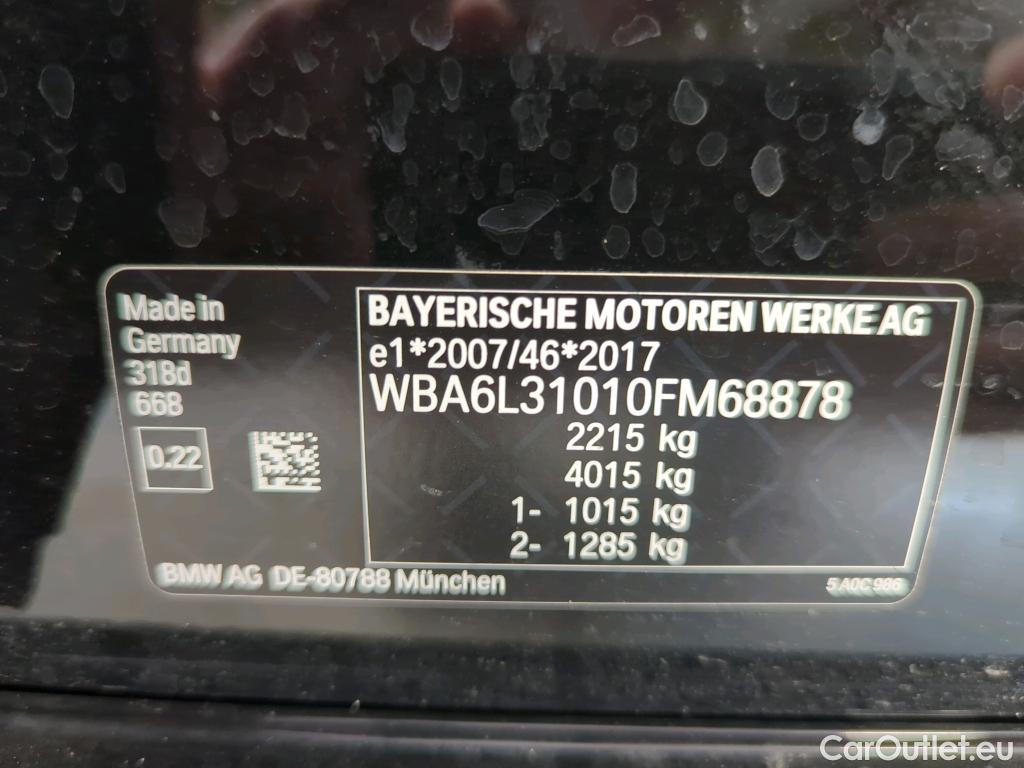 Made in
Germany
318d
668
0.22
BAYERISCHE MOTOREN WERKE AG
e1*2007/46*2017
WBA6L31010FM68878
2215 kg
4015 kg
1- 1015 kg
2- 1285 kg
BMW AG DE-80788 München
5 A0C 986
CarOutlet.eu